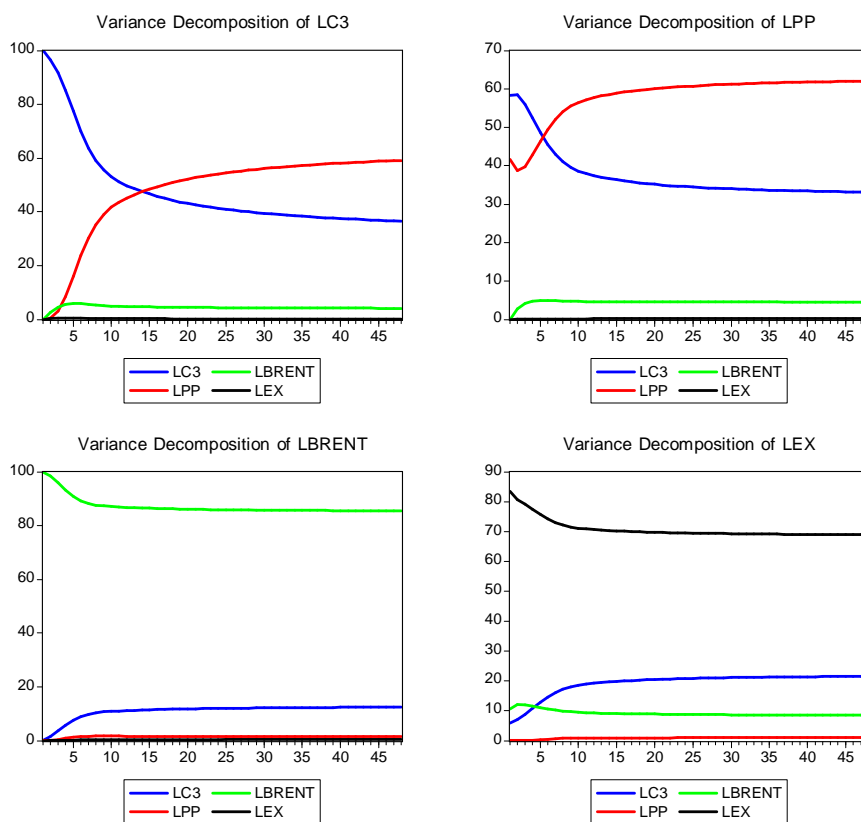 Variance Decomposition of LC3
100
80
60
40
20
0
5 10 15 20 25 30 35 40 45
LC3 LBRENT
LPP LEX
Variance Decomposition of LPP
70
60
50
40
30
20
10
0
5 10 15 20 25 30 35 40 45
LC3 LBRENT
LPP LEX
Variance Decomposition of LBRENT
100
80
60
40
20
0
5 10 15 20 25 30 35 40 45
LC3 LBRENT
LPP LEX
Variance Decomposition of LEX
90
80
70
60
50
40
30
20
10
0
5 10 15 20 25 30 35 40 45
LC3 LBRENT
LPP LEX